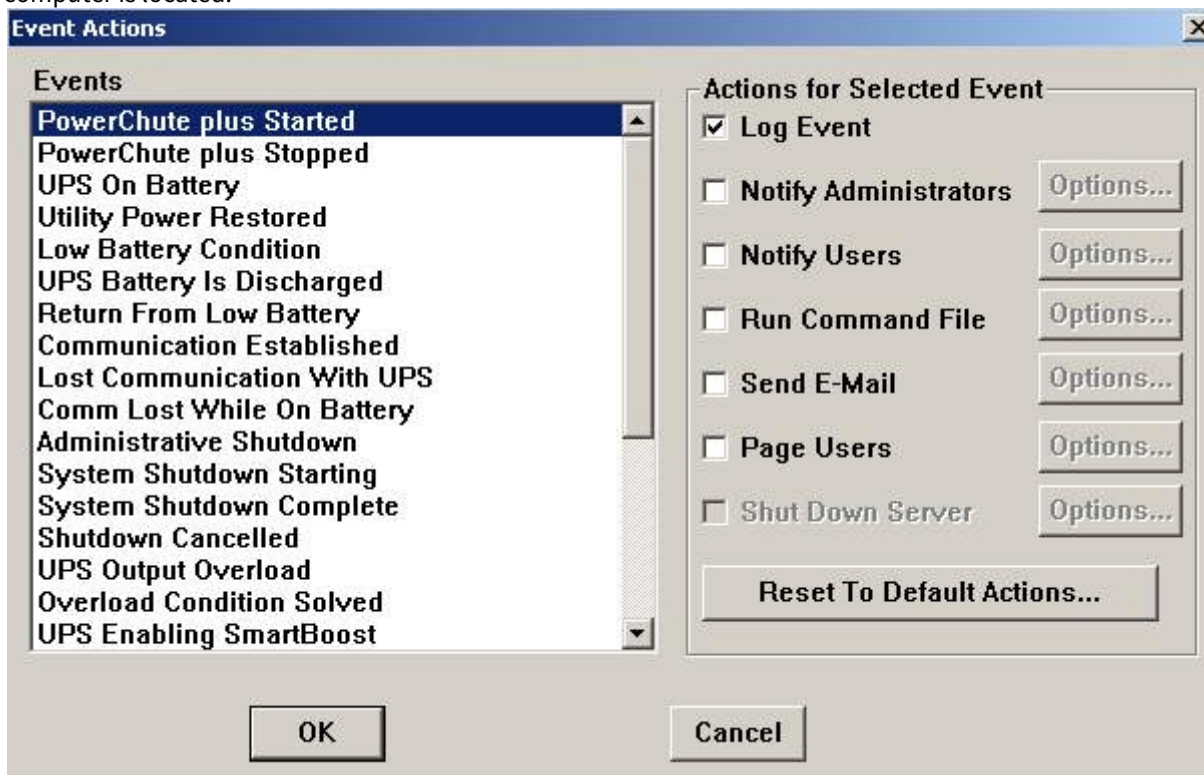 computer is located.
Event Actions
Events
PowerChute plus Started
PowerChute plus Stopped
UPS On Battery
Utility Power Restored
Low Battery Condition
UPS Battery Is Discharged
Return From Low Battery
Communication Established
Lost Communication With UPS
Comm Lost While On Battery
Administrative Shutdown
System Shutdown Starting
System Shutdown Complete
Shutdown Cancelled
UPS Output Overload
Overload Condition Solved
UPS Enabling SmartBoost
Actions for Selected Event
Log Event
Notify Administrators Options...
Notify Users Options...
Run Command File Options...
Send E-Mail Options...
Page Users Options...
Shut Down Server Options...
Reset To Default Actions...
OK Cancel